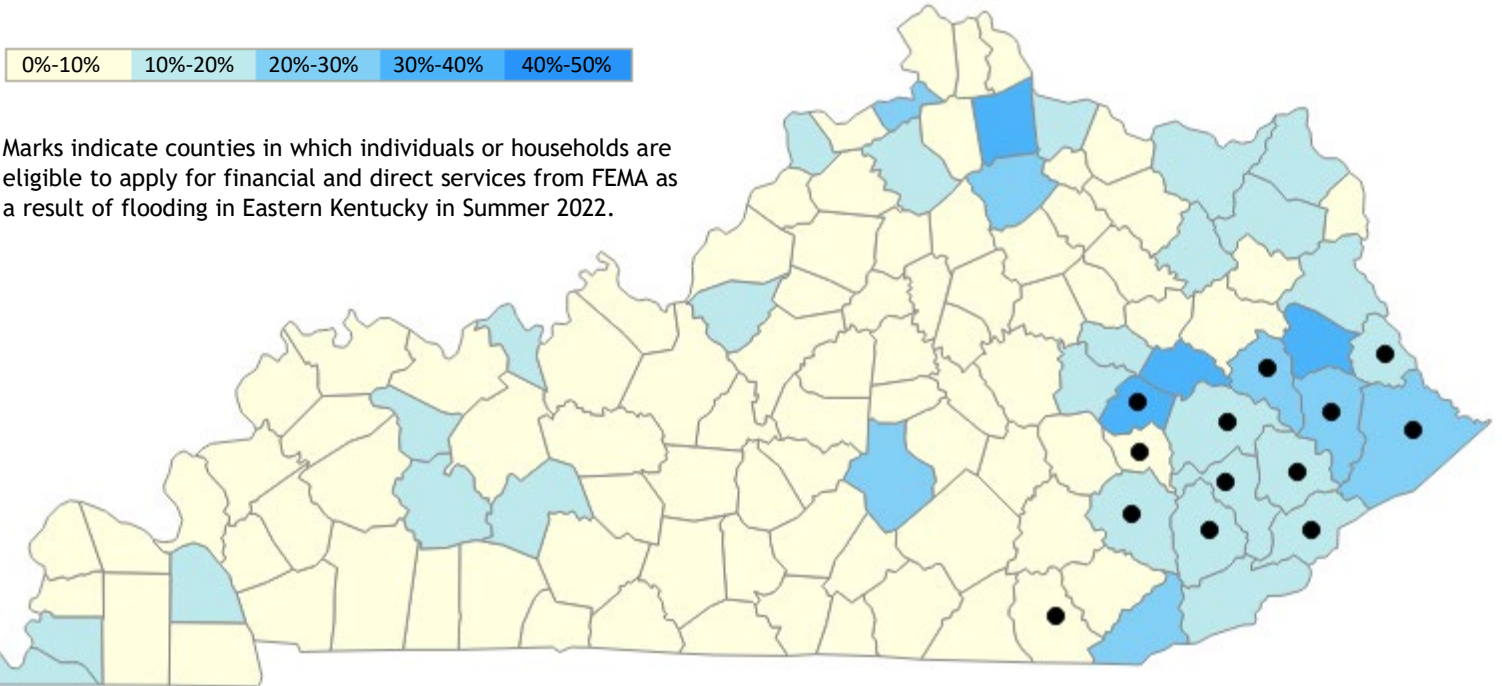 0%-10% 10%-20% 20%-30% 30%-40% 40%-50%
Marks indicate counties in which individuals or households are
eligible to apply for financial and direct services from FEMA as
a result of flooding in Eastern Kentucky in Summer 2022.